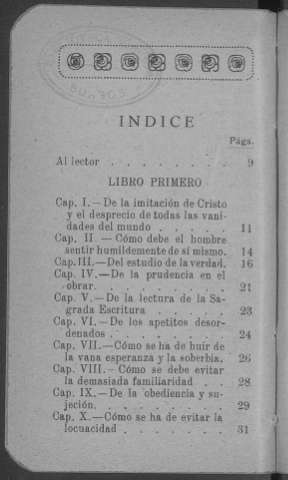 BURGOS
INDICE
Págs.
Al lector . . . . . . . . 9
LIBRO PRIMERO
Cap. I.—De la imitación de Cristo
y el desprecio de todas las vani-
dades del mundo . . . . . 11
Cap. II.—Cómo debe el hombre
sentir humildemente de sí mismo. 14
Cap. III.—Del estudio de la verdad. 16
Cap. IV.—De la prudencia en el
obrar. . . . . . . . . . 21
Cap. V.—De la lectura de la Sa-
grada Escritura . . . . . 23
Cap. VI.—De los apetitos desor-
denados . . . . . . . . 24
Cap. VII.—Cómo se ha de huir de
la vana esperanza y la soberbia. 26
Cap. VIII.—Cómo se debe evitar
la demasiada familiaridad . . 28
Cap. IX.—De la obediencia y su-
jeción. . . . . . . . . 29
Cap. X.—Cómo se ha de evitar la
locuacidad . . . . . . . 31